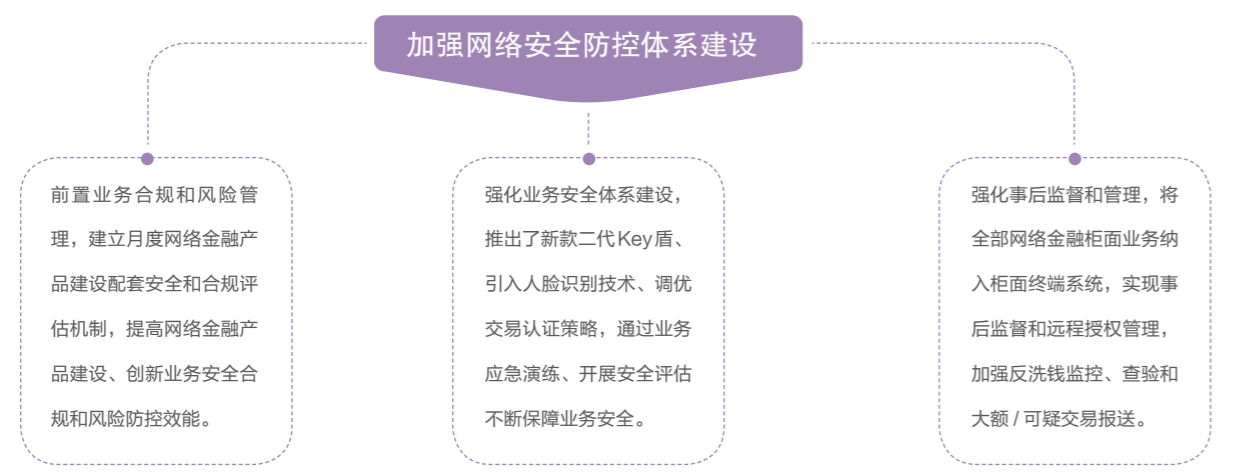 加强网络安全防控体系建设
前置业务合规和风险管
理，建立月度网络金融产
品建设配套安全和合规评
估机制，提高网络金融产
品建设、创新业务安全合
规和风险防控效能。
强化业务安全体系建设，
推出了新款二代Key盾、
引入人脸识别技术、调优
交易认证策略，通过业务
应急演练、开展安全评估
不断保障业务安全。
强化事后监督和管理，将
全部网络金融柜面业务纳
入柜面终端系统，实现事
后监督和远程授权管理，
加强反洗钱监控、查验和
大额 / 可疑交易报送。